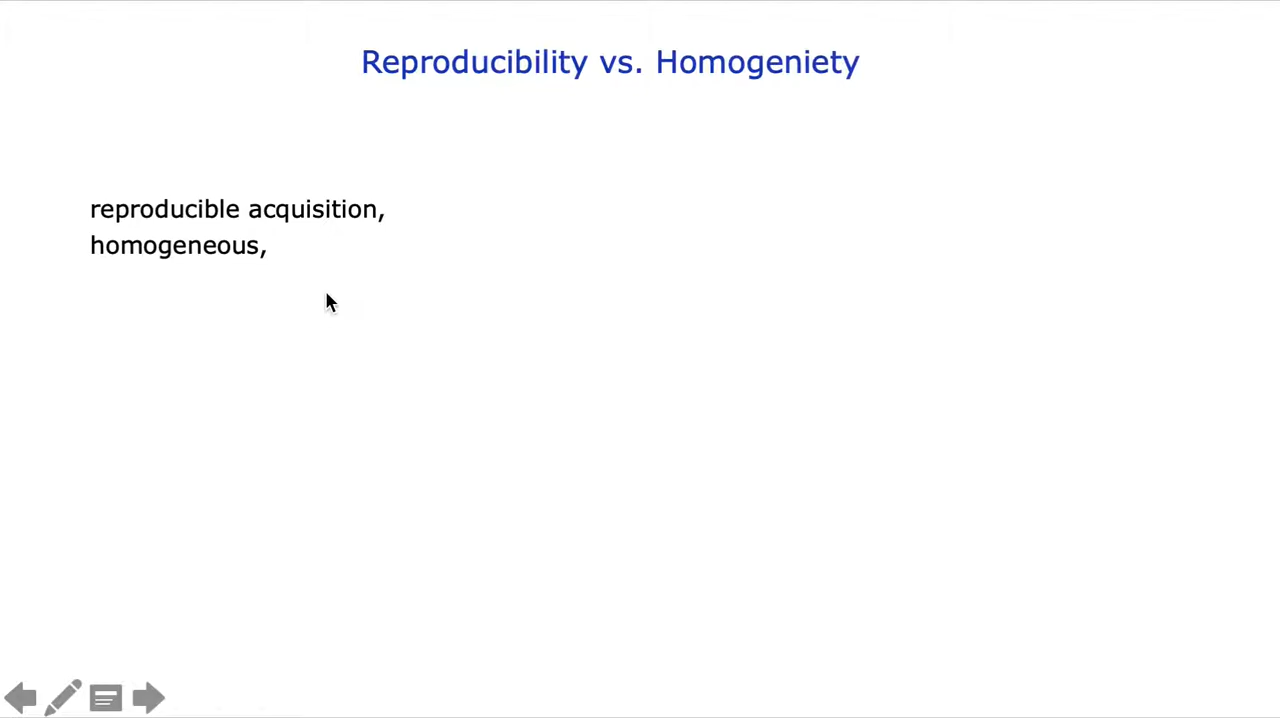 Reproducibility vs. Homogeniety
reproducible acquisition,
homogeneous,